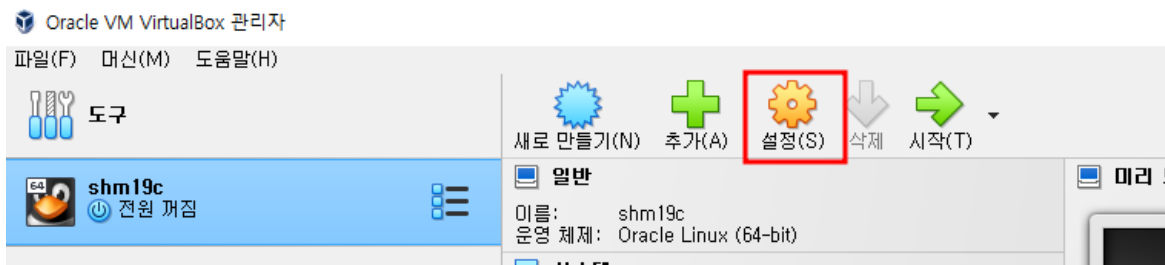 Oracle VM VirtualBox 관리자
파일(F) 머신(M) 도움말(H)
도구
새로 만들기(N) 추가(A) 설정(S) 삭제 시작(T)
64 shm19c
전원 꺼짐
일반
이름: shm19c
운영 체제: Oracle Linux (64-bit)
미리